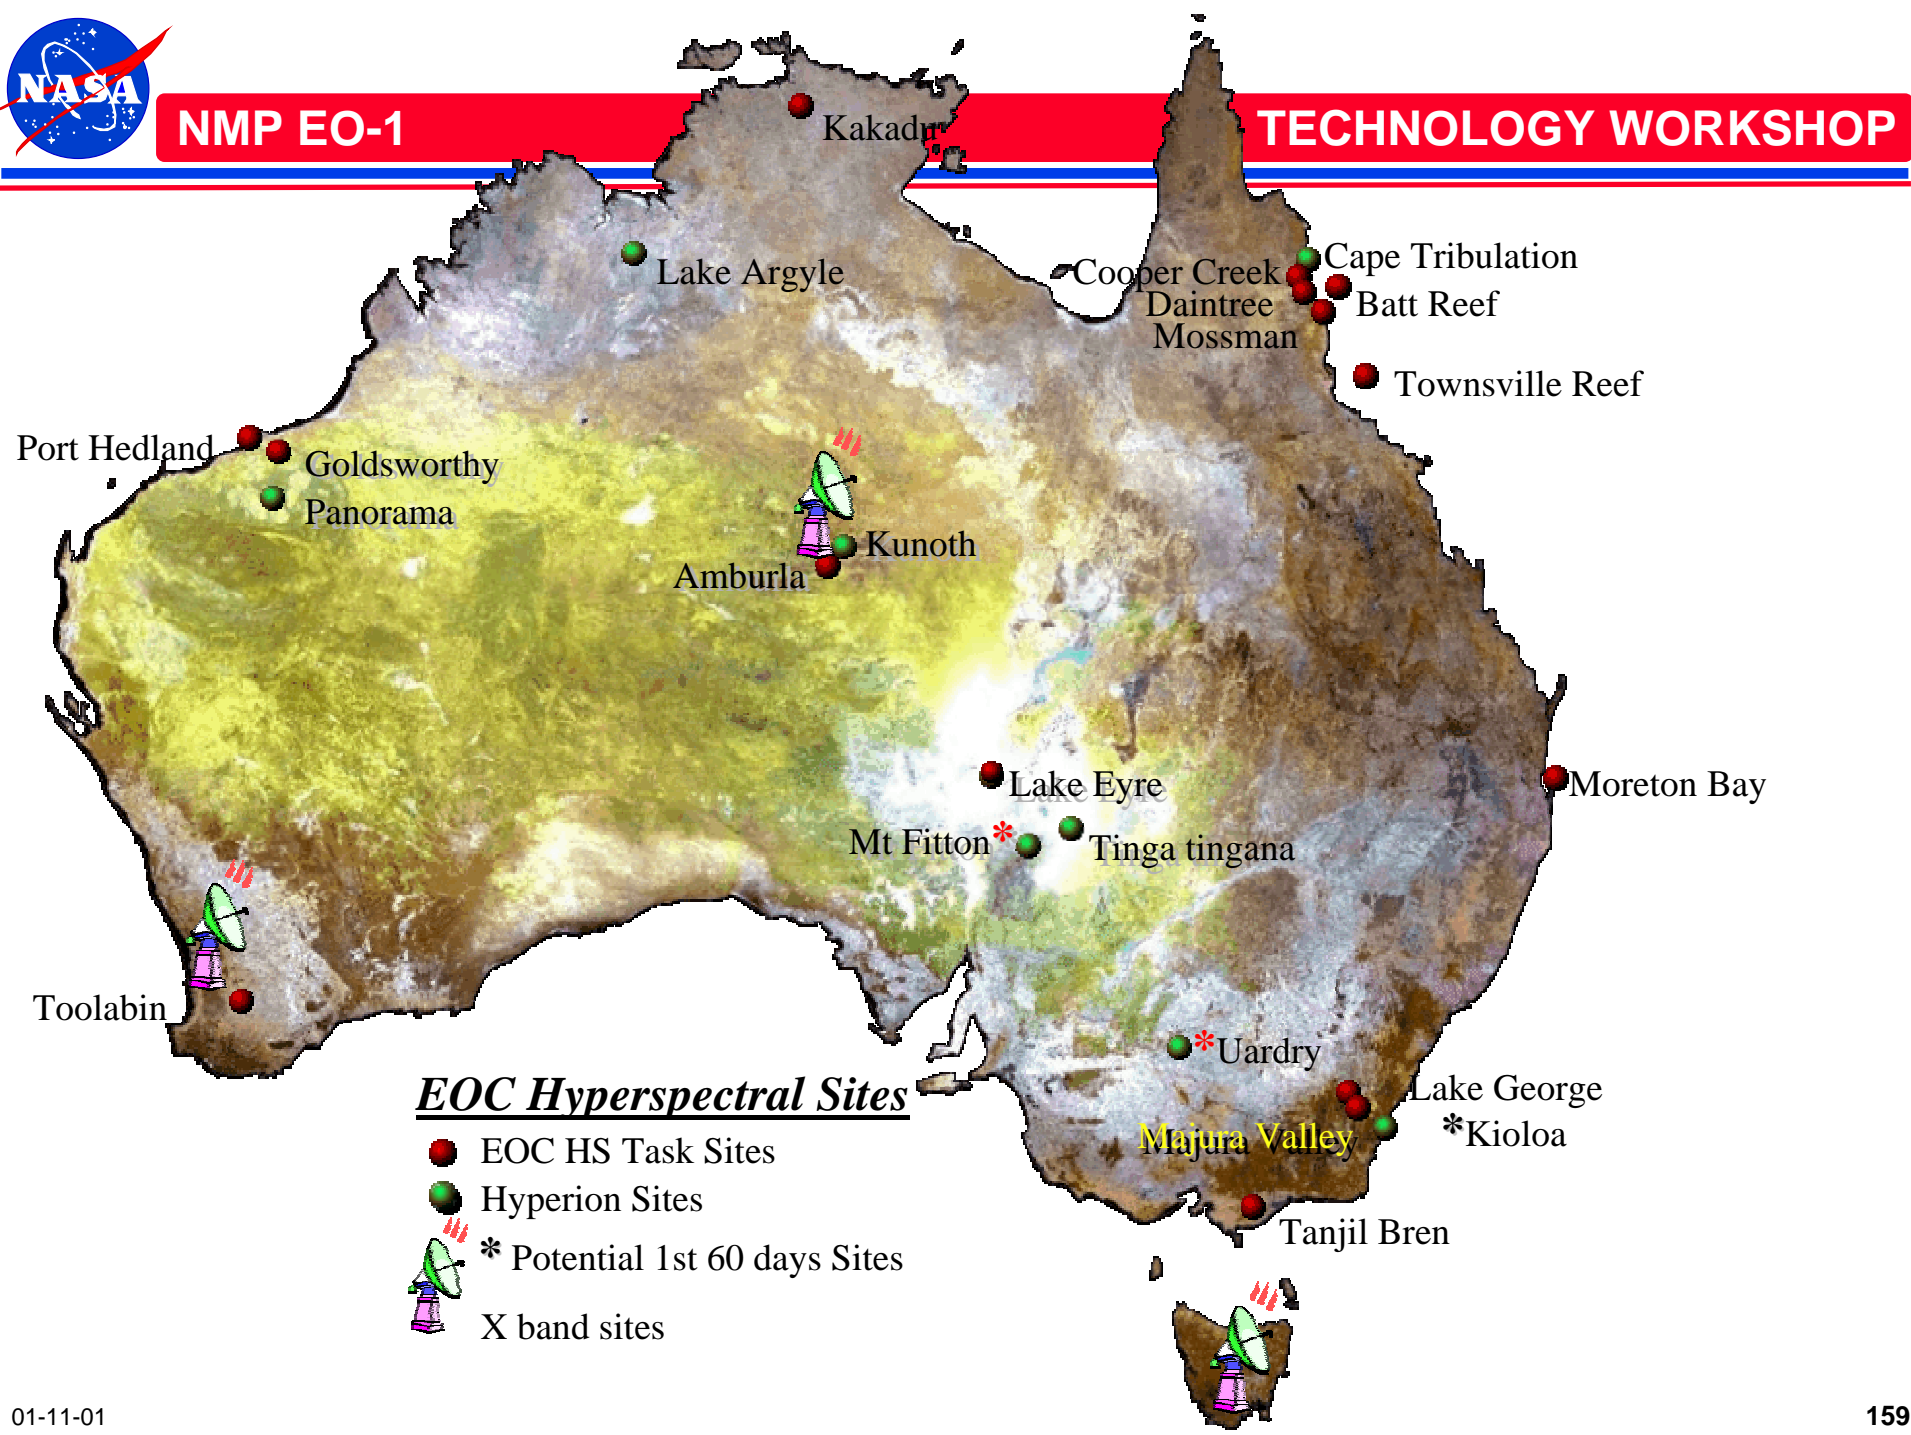 NASA
NMP EO-1
TECHNOLOGY WORKSHOP
Kakadu
Lake Argyle
Cape Tribulation
Cooper Creek
Daintree
Batt Reef
Mossman
Townsville Reef
Port Hedland
Goldsworthy
Panorama
Kunoth
Amburla
Lake Eyre
Moreton Bay
Mt Fitton*
Tinga tingana
Toolabin
*Uardry
EOC Hyperspectral Sites
Lake George
*Kioloa
Majura Valley
EOC HS Task Sites
Hyperion Sites
* Potential 1st 60 days Sites
X band sites
Tanjil Bren
01-11-01
159